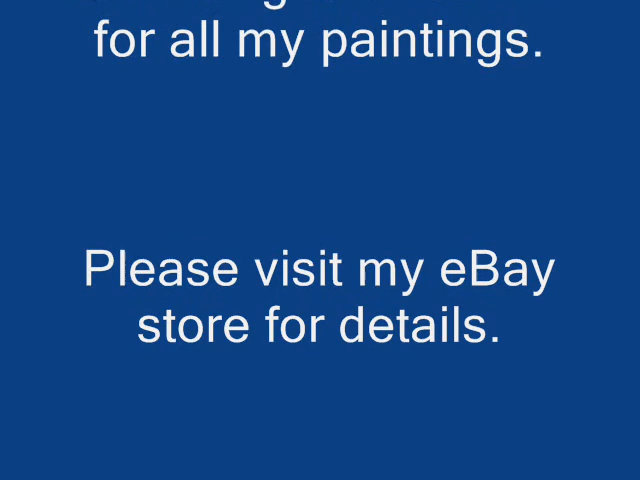 for all my paintings.
Please visit my eBay
store for details.